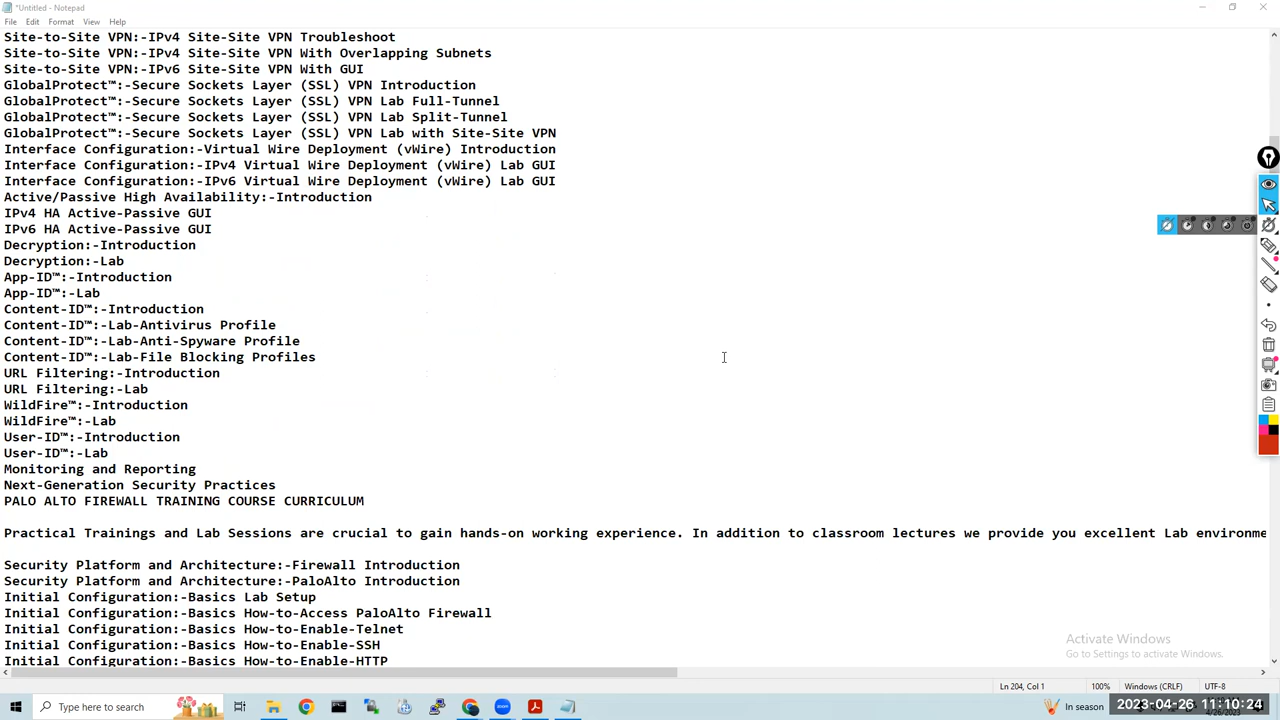 *Untitled - Notepad
File Edit Format View Help
Site-to-Site VPN:-IPv4 Site-Site VPN Troubleshoot
Site-to-Site VPN:-IPv4 Site-Site VPN With Overlapping Subnets
Site-to-Site VPN:-IPv6 Site-Site VPN With GUI
GlobalProtect™:-Secure Sockets Layer (SSL) VPN Introduction
GlobalProtect™:-Secure Sockets Layer (SSL) VPN Lab Full-Tunnel
GlobalProtect™:-Secure Sockets Layer (SSL) VPN Lab Split-Tunnel
GlobalProtect™:-Secure Sockets Layer (SSL) VPN Lab with Site-Site VPN
Interface Configuration:-Virtual Wire Deployment (vWire) Introduction
Interface Configuration:-IPv4 Virtual Wire Deployment (vWire) Lab GUI
Interface Configuration:-IPv6 Virtual Wire Deployment (vWire) Lab GUI
Active/Passive High Availability:-Introduction
IPv4 HA Active-Passive GUI
IPv6 HA Active-Passive GUI
Decryption:-Introduction
Decryption:-Lab
App-ID™:-Introduction
App-ID™:-Lab
Content-ID™:-Introduction
Content-ID™:-Lab-Antivirus Profile
Content-ID™:-Lab-Anti-Spyware Profile
Content-ID™:-Lab-File Blocking Profiles
URL Filtering:-Introduction
URL Filtering:-Lab
WildFire™:-Introduction
WildFire™:-Lab
User-ID™:-Introduction
User-ID™:-Lab
Monitoring and Reporting
Next-Generation Security Practices
PALO ALTO FIREWALL TRAINING COURSE CURRICULUM
Practical Trainings and Lab Sessions are crucial to gain hands-on working experience. In addition to classroom lectures we provide you excellent Lab environme
Security Platform and Architecture:-Firewall Introduction
Security Platform and Architecture:-PaloAlto Introduction
Initial Configuration:-Basics Lab Setup
Initial Configuration:-Basics How-to-Access PaloAlto Firewall
Initial Configuration:-Basics How-to-Enable-Telnet
Initial Configuration:-Basics How-to-Enable-SSH
Initial Configuration:-Basics How-to-Enable-HTTP
Activate Windows
Go to Settings to activate Windows.
Ln 204, Col 1 100% Windows (CRLF) UTF-8
Type here to search
In season
2023-04-26 11:10:24